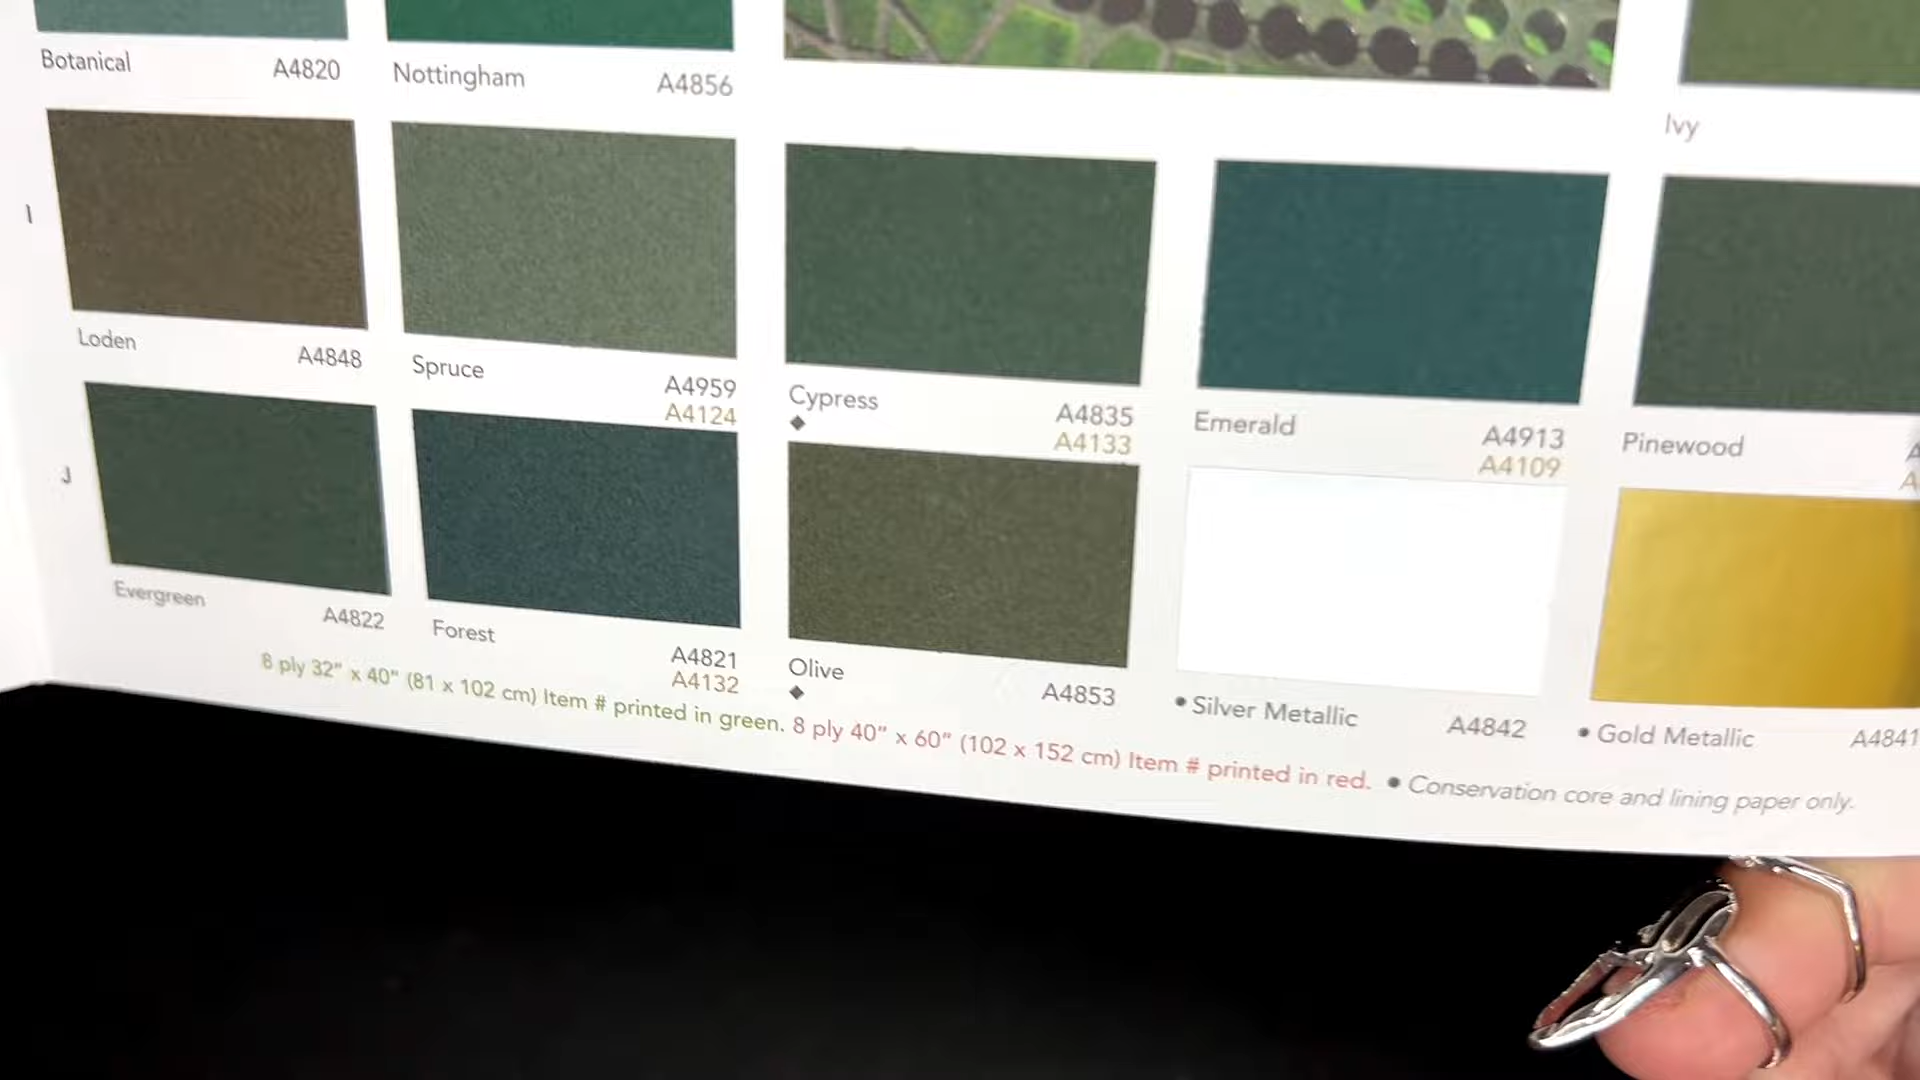 Botanical A4820 Nottingham A4856
Ivy
I
Loden A4848 Spruce A4959 Cypress A4835 Emerald A4913 Pinewood
A4124 A4133 A4109
J
Evergreen A4822 Forest A4821 Olive A4853 • Silver Metallic A4842 • Gold Metallic A4841
A4132
8 ply 32" x 40" (81 x 102 cm) Item # printed in green. 8 ply 40" x 60" (102 x 152 cm) Item # printed in red. • Conservation core and lining paper only.